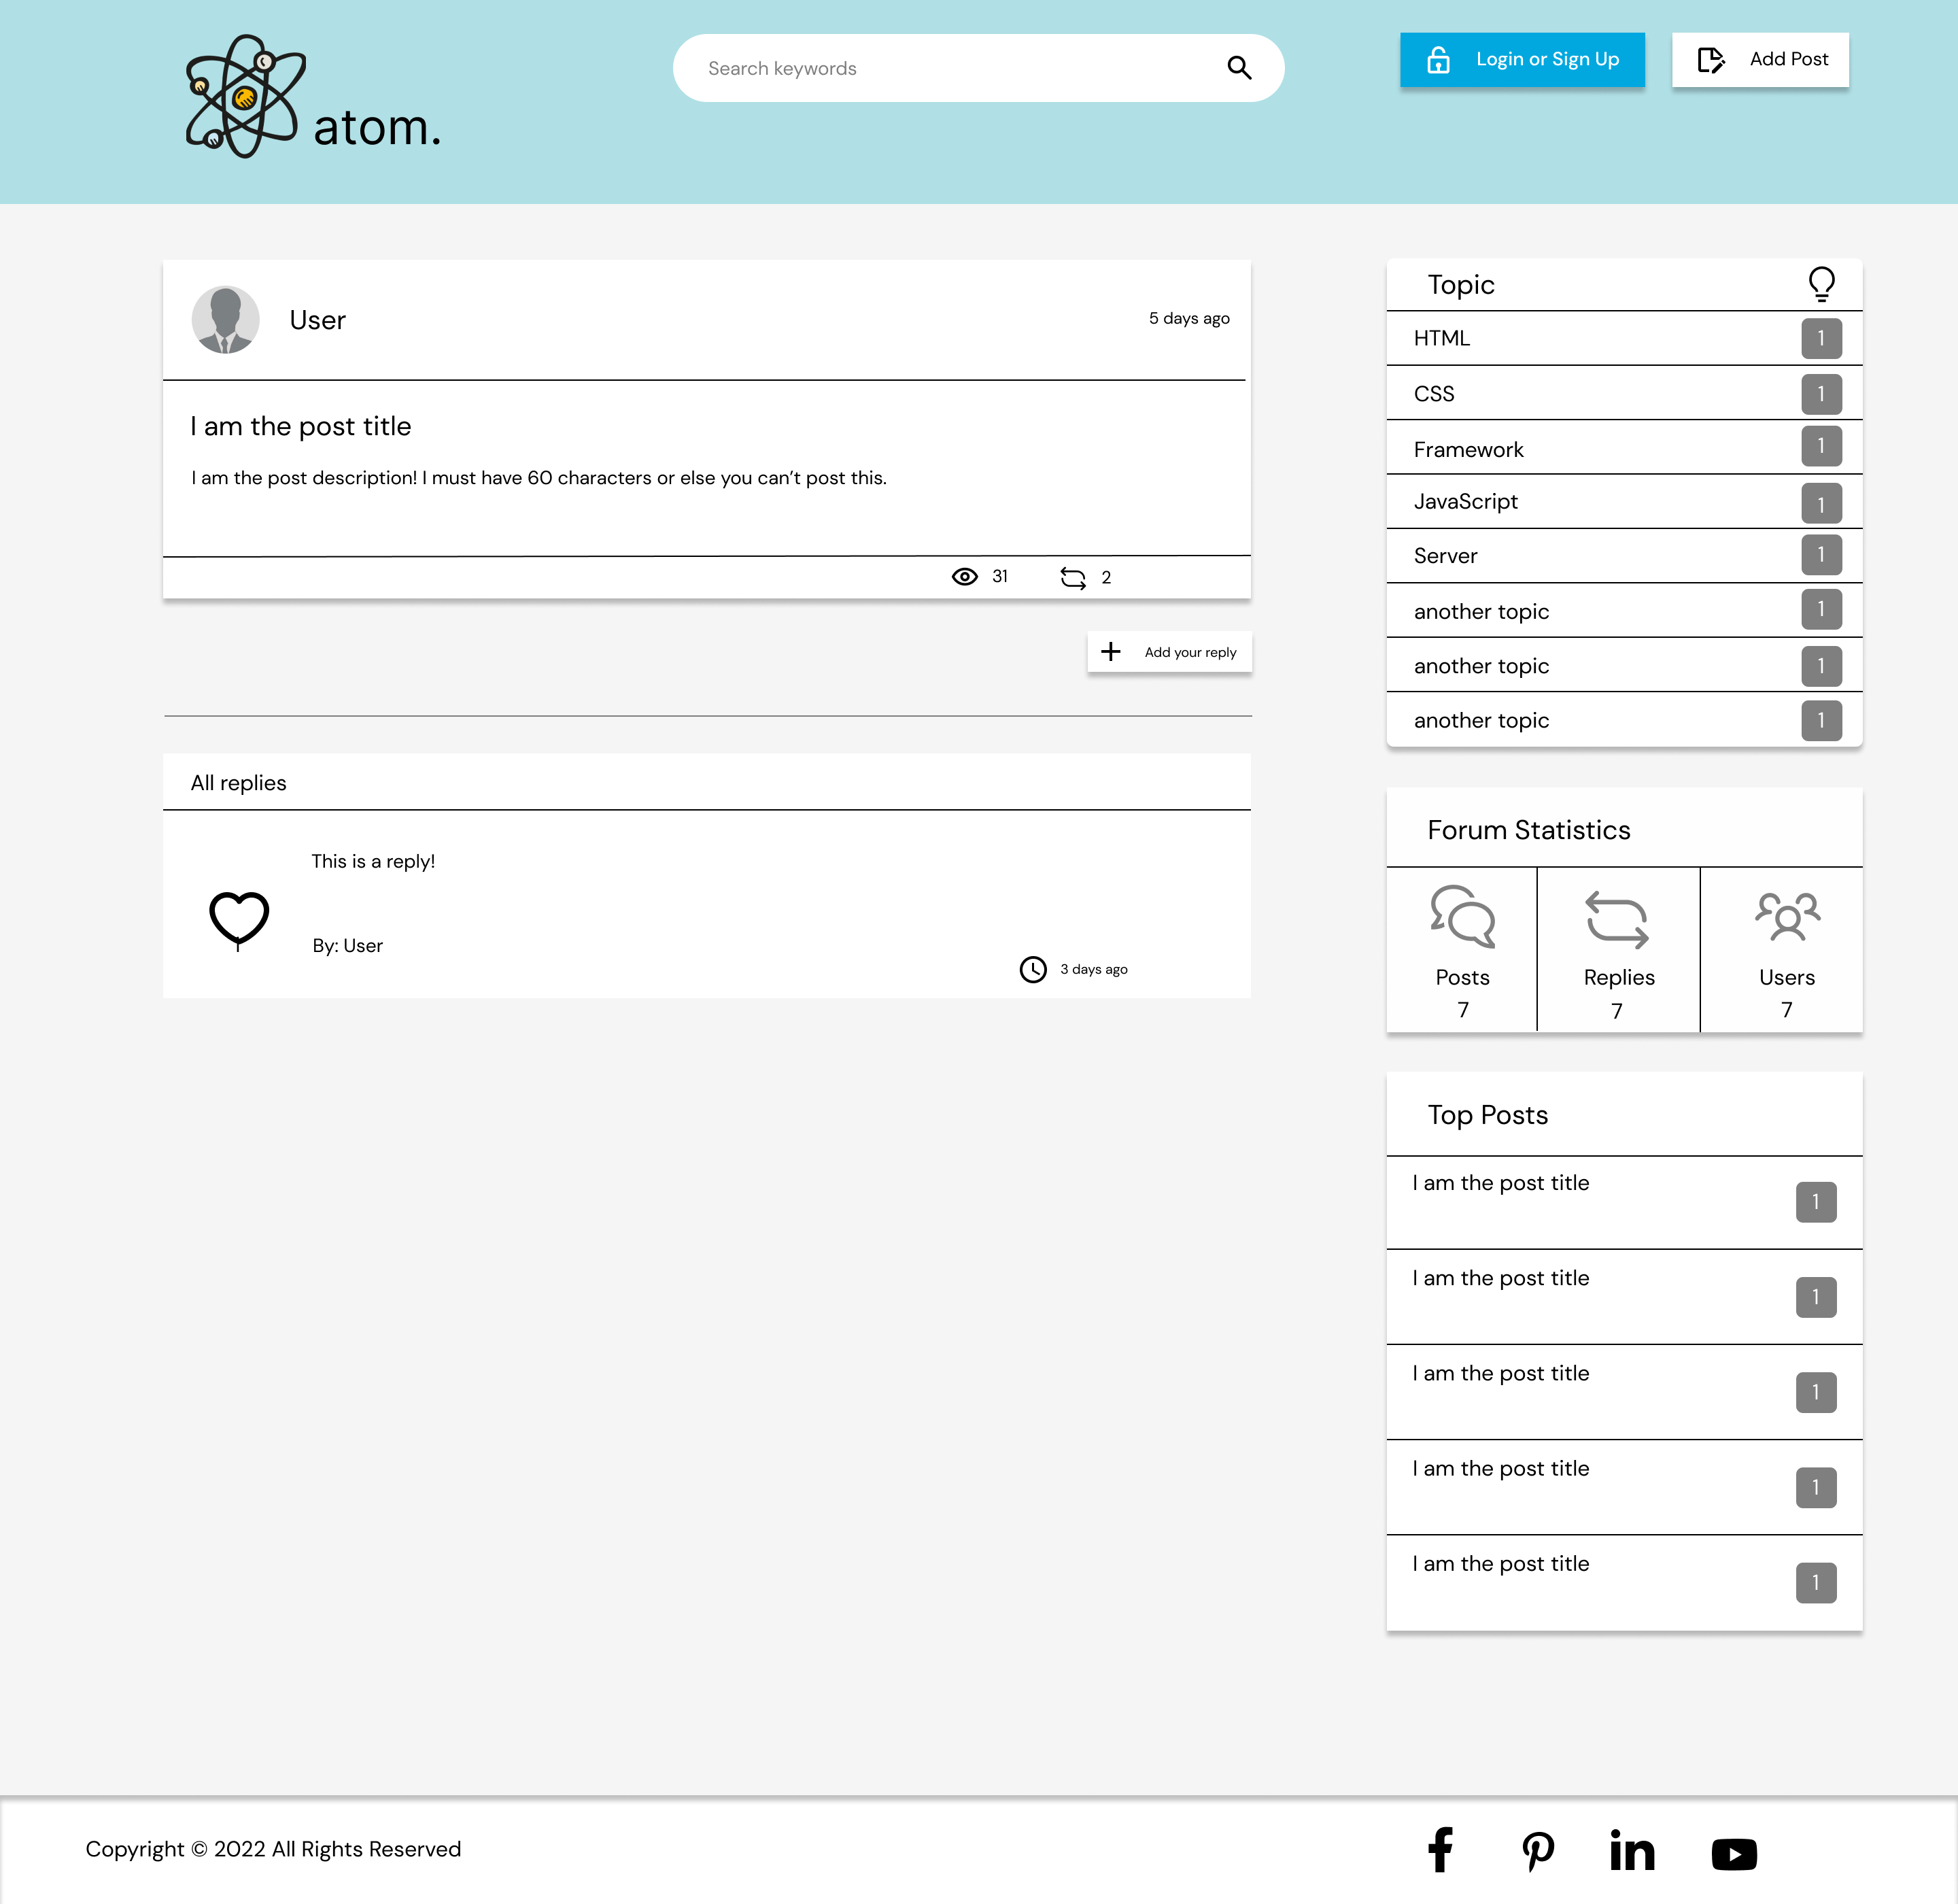 atom.
Search keywords
Login or Sign Up
Add Post
User
5 days ago
I am the post title
I am the post description! I must have 60 characters or else you can’t post this.
31
2
Add your reply
All replies
This is a reply!
By: User
3 days ago
Topic
HTML
1
CSS
1
Framework
1
JavaScript
1
Server
1
another topic
1
another topic
1
another topic
1
Forum Statistics
Posts
7
Replies
7
Users
7
Top Posts
I am the post title
1
I am the post title
1
I am the post title
1
I am the post title
1
I am the post title
1
Copyright © 2022 All Rights Reserved